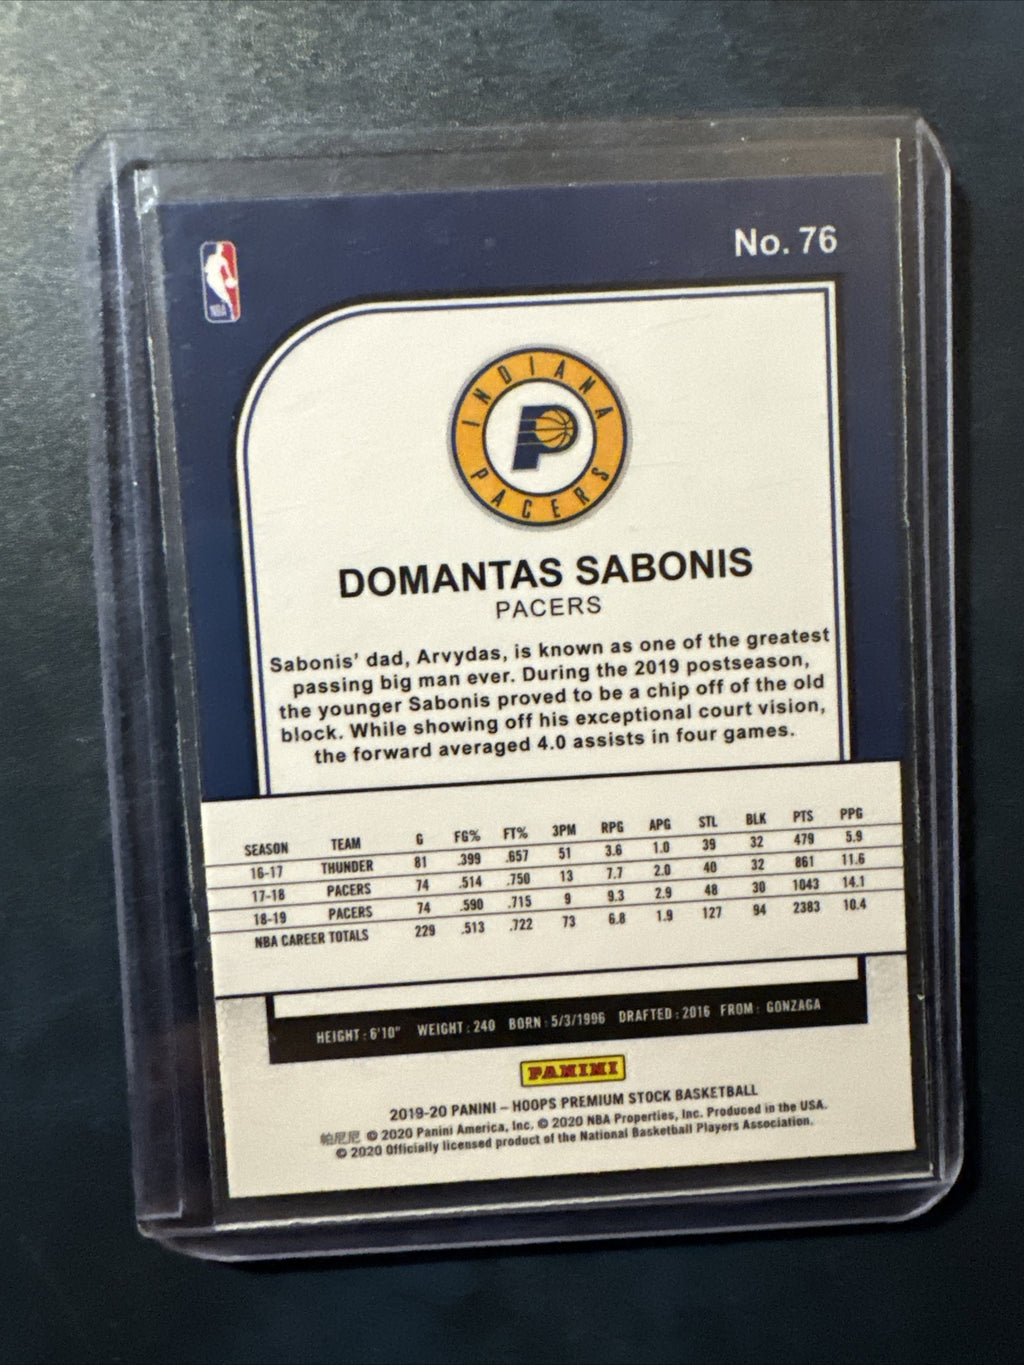 No. 76
NBA
INDIANA
PACERS
DOMANTAS SABONIS
PACERS
Sabonis' dad, Arvydas, is known as one of the greatest
passing big man ever. During the 2019 postseason,
the younger Sabonis proved to be a chip off of the old
block. While showing off his exceptional court vision,
the forward averaged 4.0 assists in four games.
SEASON TEAM G FG% FT% 3PM RPG APG STL BLK PTS PPG
16-17 THUNDER 81 .399 .657 51 3.6 1.0 39 32 479 5.9
17-18 PACERS 74 .514 .750 13 7.7 2.0 40 32 861 11.6
18-19 PACERS 74 .590 .715 9 9.3 2.9 48 30 1043 14.1
NBA CAREER TOTALS 229 .513 .722 73 6.8 1.9 127 94 2383 10.4
HEIGHT: 6'10" WEIGHT: 240 BORN: 5/3/1996 DRAFTED: 2016 FROM: GONZAGA
PANINI
2019-20 PANINI – HOOPS PREMIUM STOCK BASKETBALL
帕尼尼 © 2020 Panini America, Inc. © 2020 NBA Properties, Inc. Produced in the USA.
© 2020 Officially licensed product of the National Basketball Players Association.